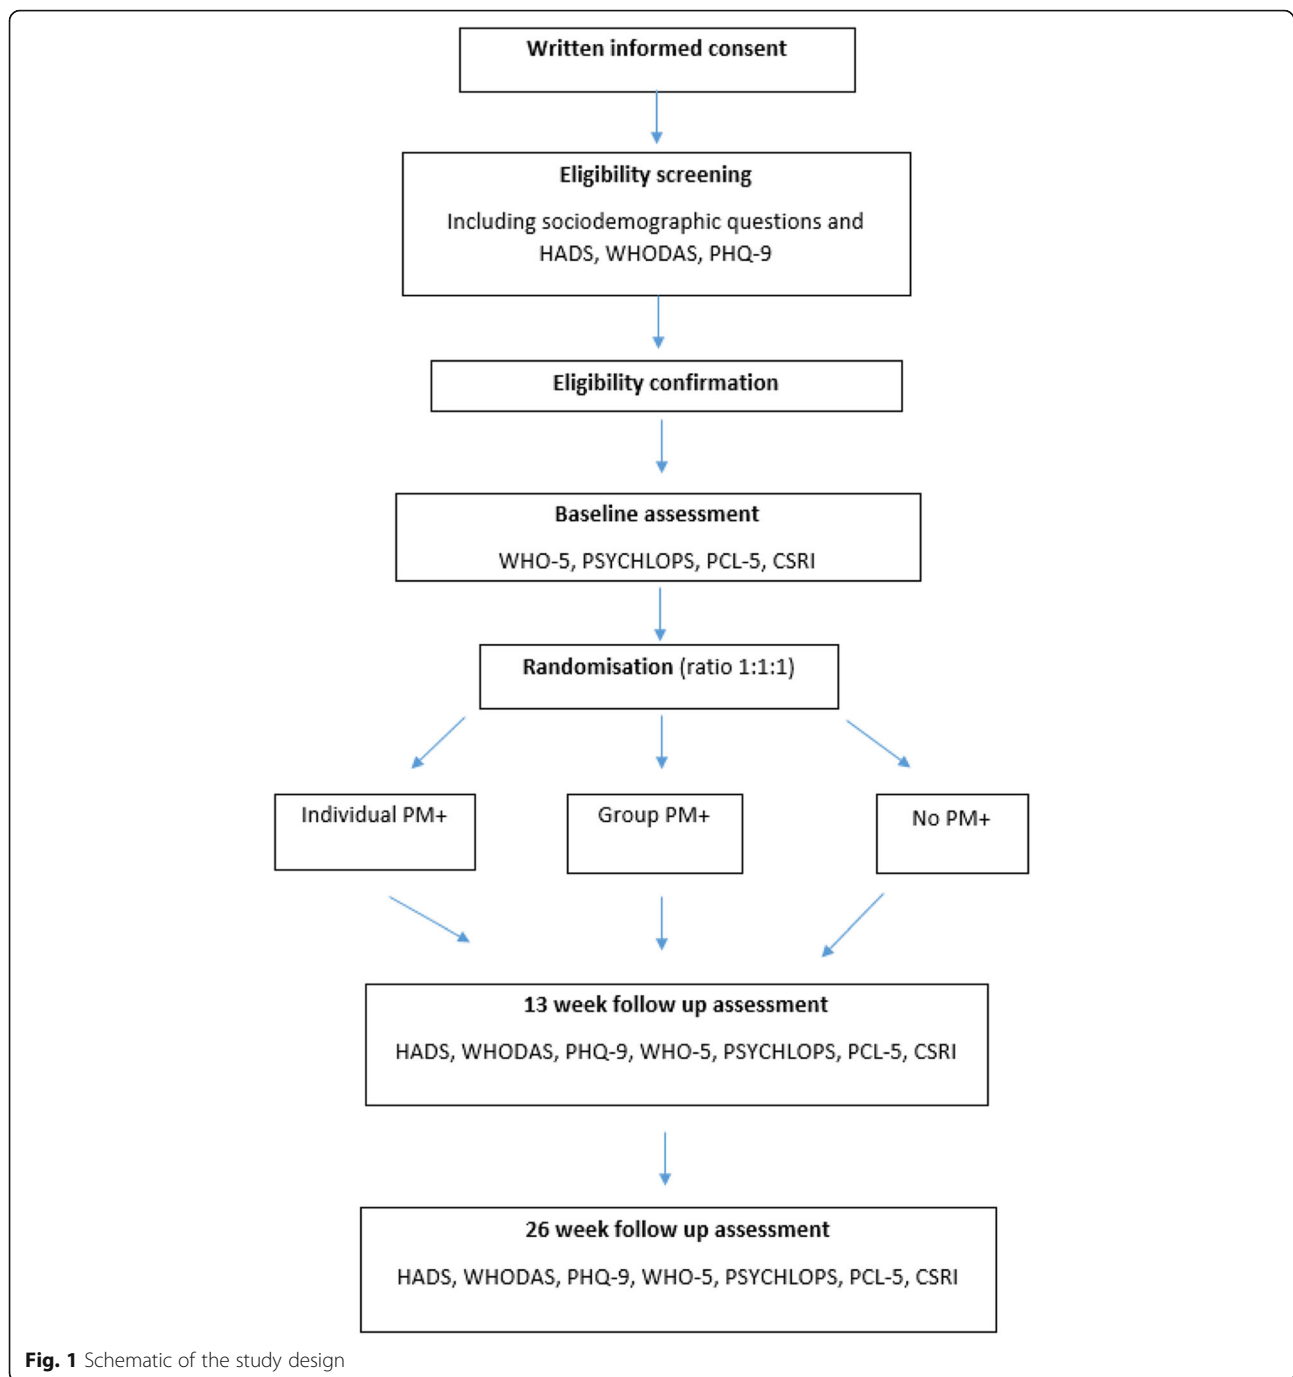 Written informed consent
Eligibility screening
Including sociodemographic questions and
HADS, WHODAS, PHQ-9
Eligibility confirmation
Baseline assessment
WHO-5, PSYCHLOPS, PCL-5, CSRI
Randomisation (ratio 1:1:1)
Individual PM+
Group PM+
No PM+
13 week follow up assessment
HADS, WHODAS, PHQ-9, WHO-5, PSYCHLOPS, PCL-5, CSRI
26 week follow up assessment
HADS, WHODAS, PHQ-9, WHO-5, PSYCHLOPS, PCL-5, CSRI
Fig. 1 Schematic of the study design